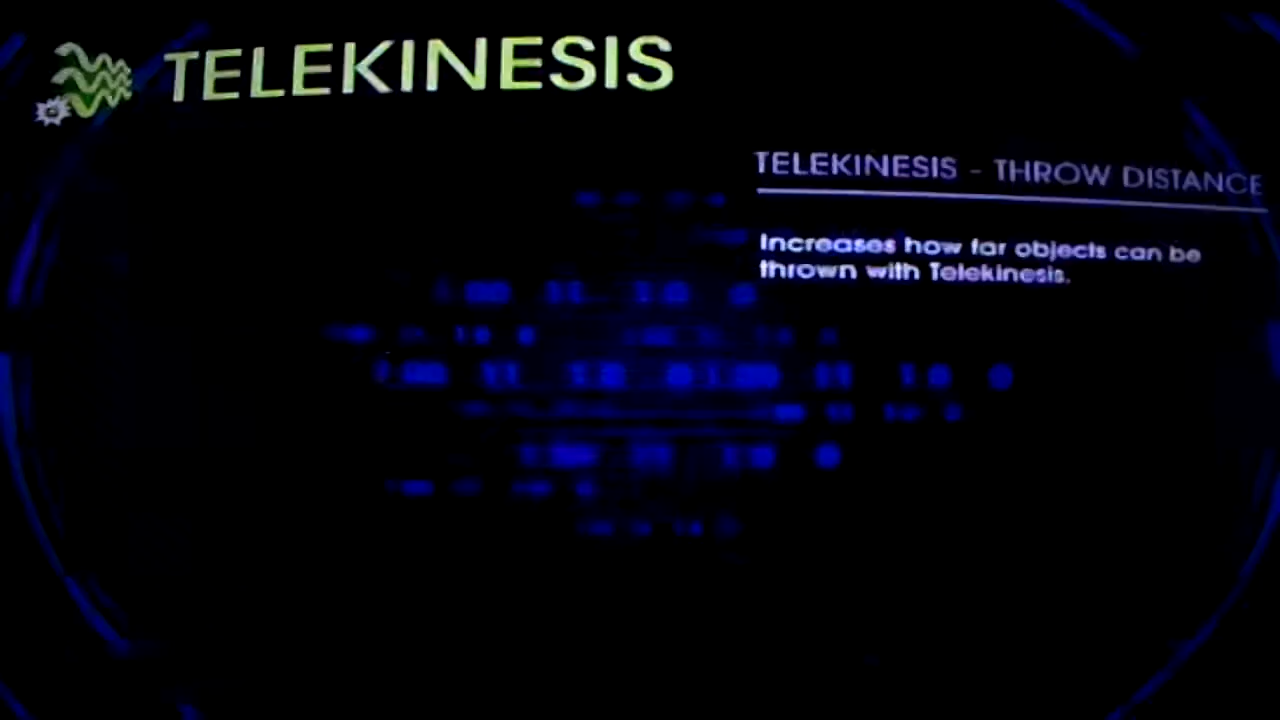 TELEKINESIS
TELEKINESIS - THROW DISTANCE
Increases how far objects can be
thrown with Telekinesis.